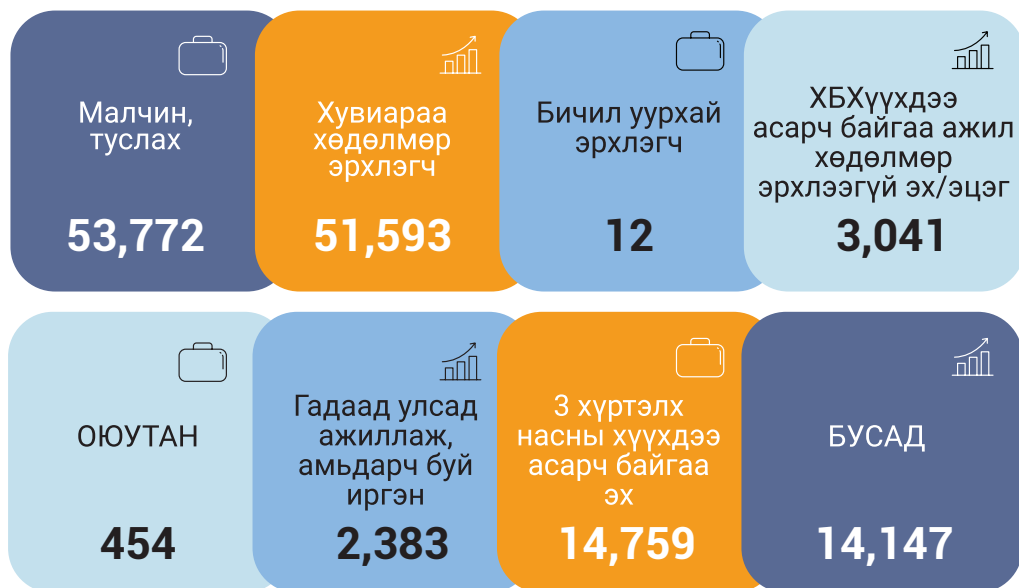 Малчин,
туслах
53,772
Хувиараа
хөдөлмөр
эрхлэгч
51,593
Бичил уурхай
эрхлэгч
12
ХБХүүхдээ
асарч байгаа ажил
хөдөлмөр
эрхлээгүй эх/эцэг
3,041
ОЮУТАН
454
Гадаад улсад
ажиллаж,
амьдарч буй
иргэн
2,383
3 хүртэлх
насны хүүхдээ
асарч байгаа
эх
14,759
БУСАД
14,147